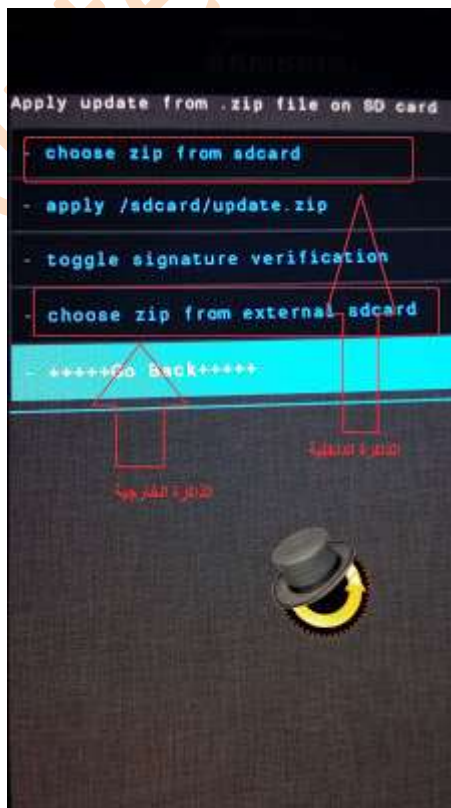 Apply update from .zip file on SD card
- choose zip from sdcard
- apply /sdcard/update.zip
- toggle signature verification
- choose zip from external sdcard
- +++++Go Back+++++
الذاكرة الداخلية
الذاكرة الخارجية